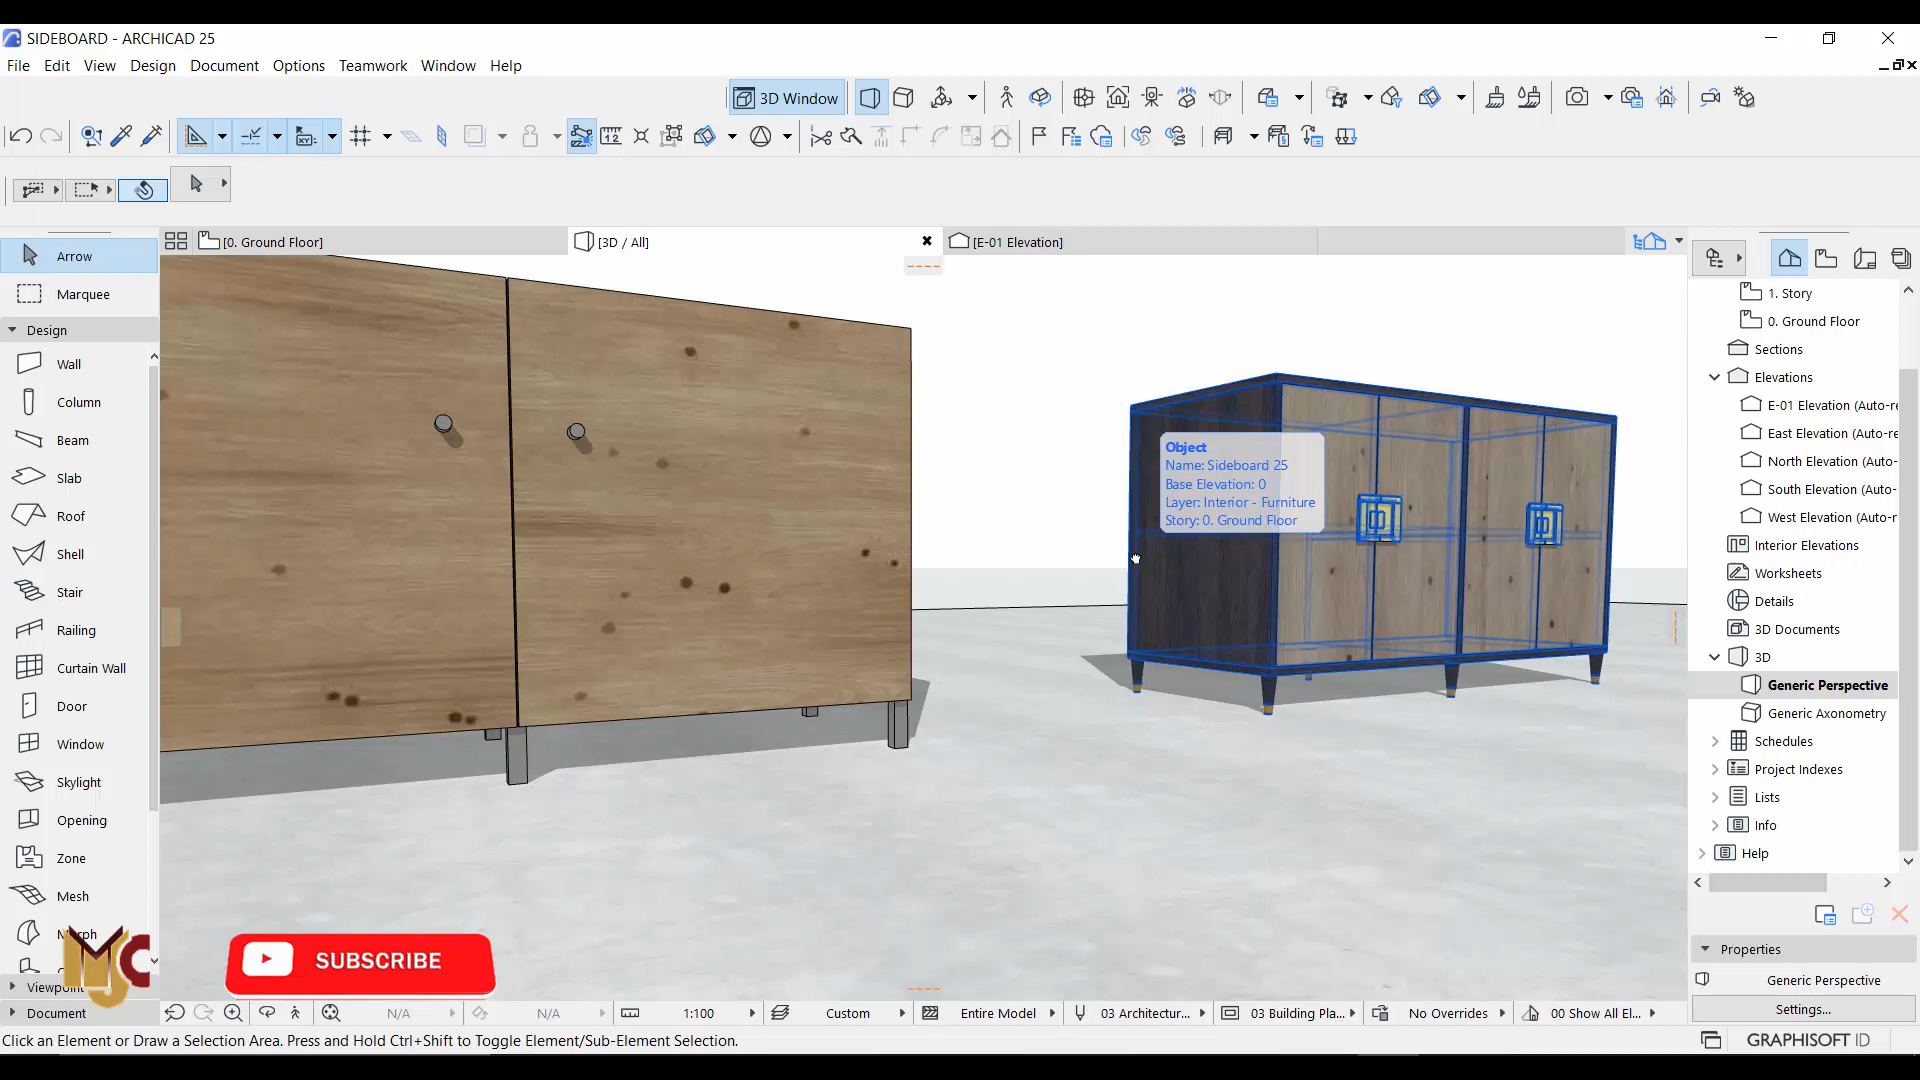 SIDEBOARD - ARCHICAD 25
File Edit View Design Document Options Teamwork Window Help
3D Window
[0. Ground Floor]
[3D / All]
[E-01 Elevation]
Arrow
Marquee
Design
Wall
Column
Beam
Slab
Roof
Shell
Stair
Railing
Curtain Wall
Door
Window
Skylight
Opening
Zone
Mesh
Document
Object
Name: Sideboard 25
Base Elevation: 0
Layer: Interior - Furniture
Story: 0. Ground Floor
1. Story
0. Ground Floor
Sections
Elevations
E-01 Elevation (Auto-re
East Elevation (Auto-re
North Elevation (Auto-
South Elevation (Auto-
West Elevation (Auto-r
Interior Elevations
Worksheets
Details
3D Documents
3D
Generic Perspective
Generic Axonometry
Schedules
Project Indexes
Lists
Info
Help
Properties
Generic Perspective
Settings...
MJC
SUBSCRIBE
N/A N/A 1:100 Custom Entire Model 03 Architectur... 03 Building Pla... No Overrides 00 Show All El...
Click an Element or Draw a Selection Area. Press and Hold Ctrl+Shift to Toggle Element/Sub-Element Selection.
GRAPHISOFT ID